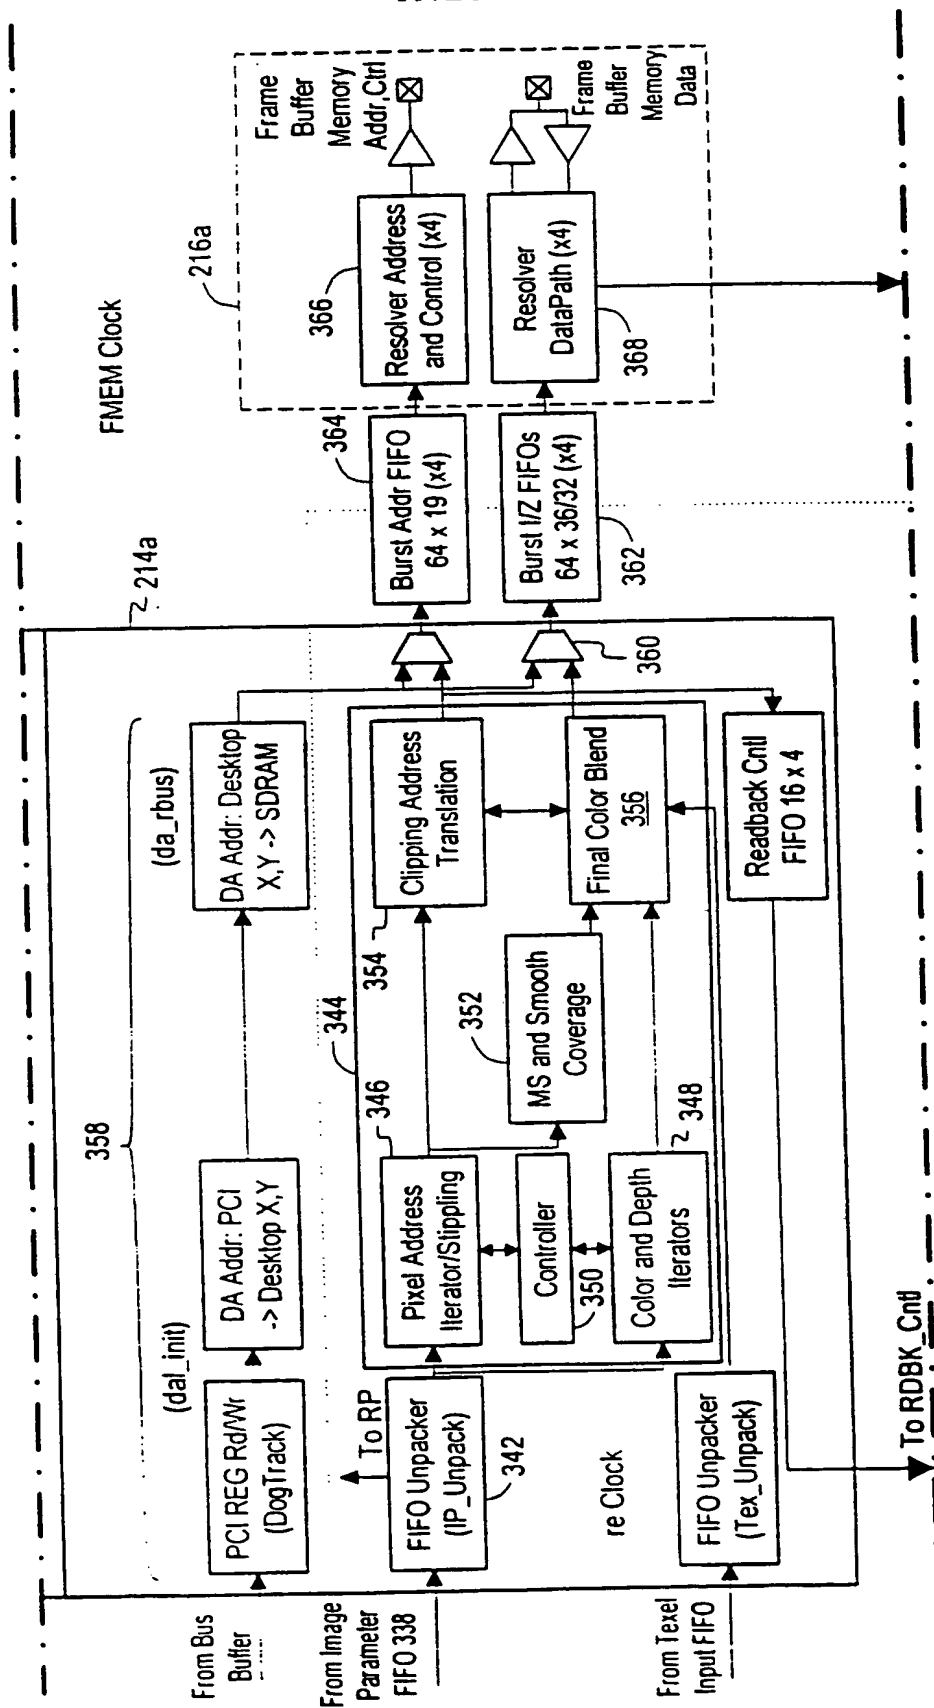 From Bus
Buffer
PCI REG Rd/Wr
(DogTrack)
(dal_init)
DA Addr: PCI
-> Desktop X,Y
358
(da_rbus)
DA Addr: Desktop
X,Y -> SDRAM
214a
FMEM Clock
From Image
Parameter
FIFO 338
To RP
FIFO Unpacker
(IP_Unpack)
342
344
346
Pixel Address
Iterator/Stippling
Controller
350
Color and Depth
Iterators
348
352
MS and Smooth
Coverage
354
Clipping Address
Translation
Final Color Blend
356
360
364
Burst Addr FIFO
64 x 19 (x4)
Burst I/Z FIFOs
64 x 36/32 (x4)
362
216a
366
Resolver Address
and Control (x4)
Frame
Buffer
Memory
Addr,Ctrl
Resolver
DataPath (x4)
368
Frame
Buffer
Memory
Data
re Clock
From Texel
Input FIFO
FIFO Unpacker
(Tex_Unpack)
Readback Cntl
FIFO 16 x 4
To RDBK_Cntl